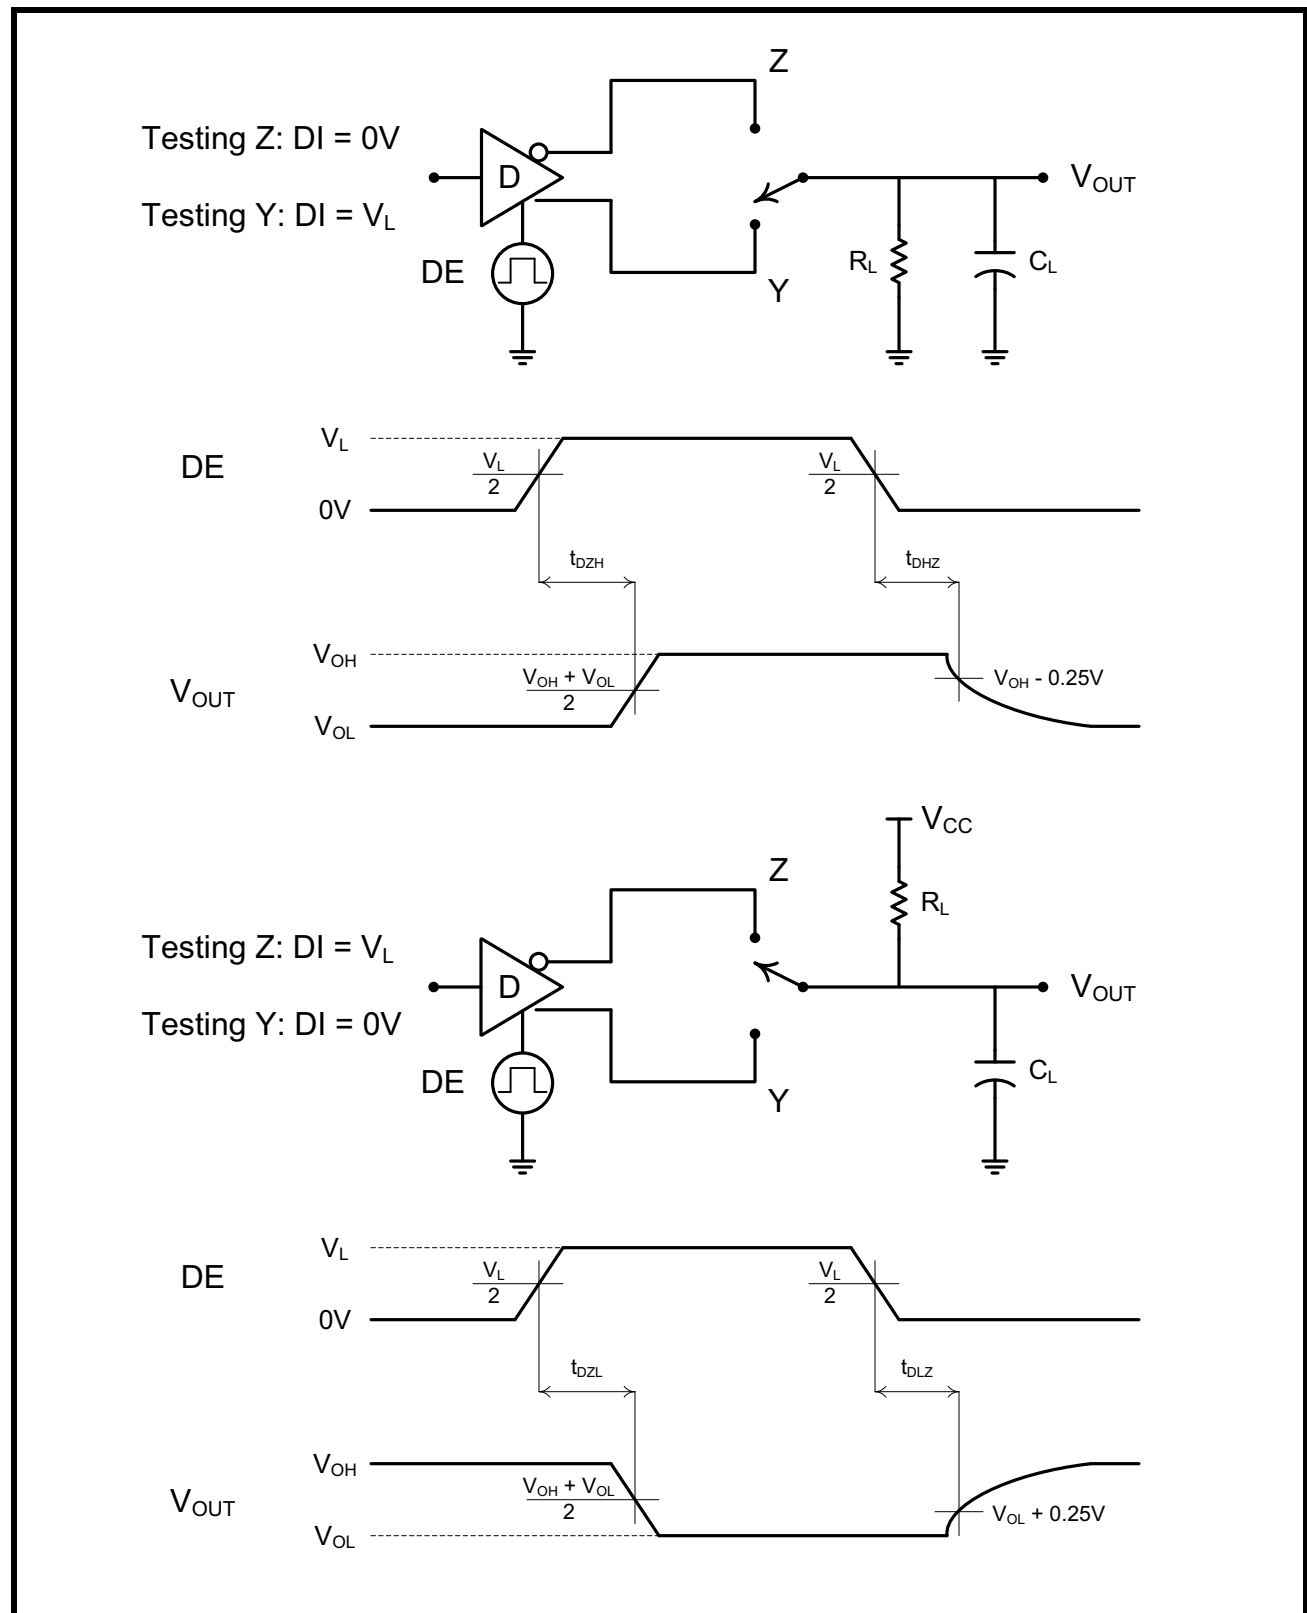 Z
Testing Z: DI = 0V
D
V_OUT
Testing Y: DI = V_L
R_L
C_L
DE
Y
V_L
DE
V_L
2
V_L
2
0V
t_DZH
t_DHZ
V_OH
V_OUT
V_OH + V_OL
2
V_OH - 0.25V
V_OL
V_CC
Z
R_L
Testing Z: DI = V_L
D
V_OUT
Testing Y: DI = 0V
C_L
DE
Y
V_L
DE
V_L
2
V_L
2
0V
t_DZL
t_DLZ
V_OH
V_OUT
V_OH + V_OL
2
V_OL + 0.25V
V_OL